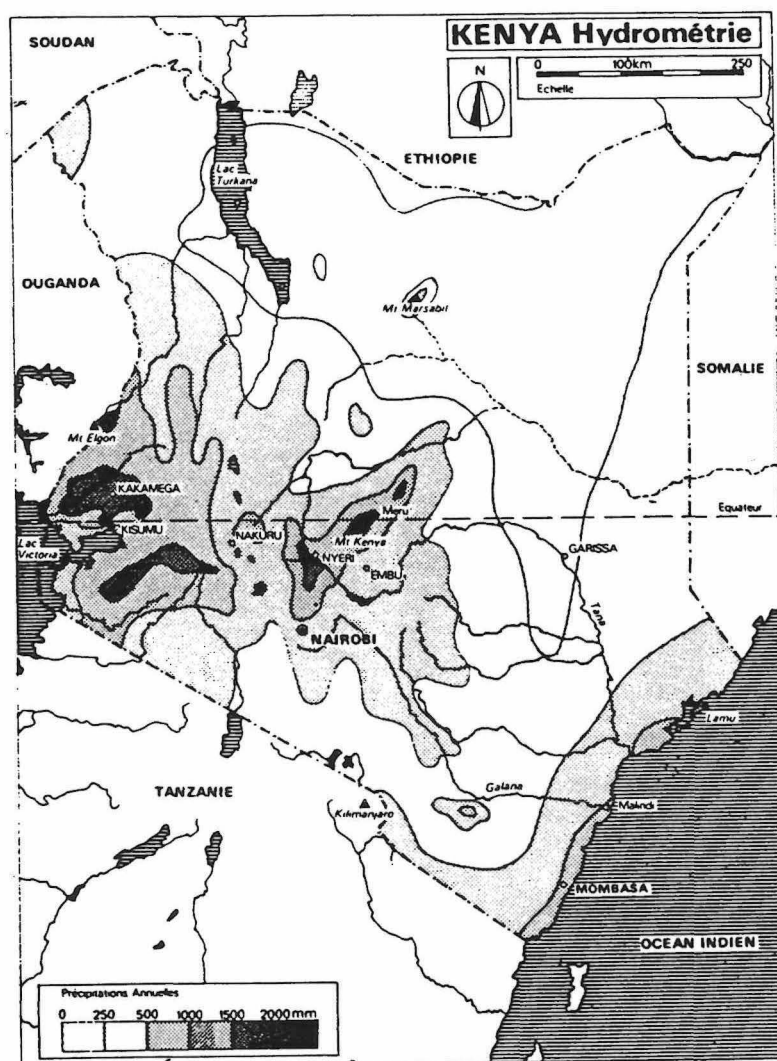 KENYA Hydrométrie
0 100km 250
Echelle
N
SOUDAN
ETHIOPIE
Lac
Turkana
OUGANDA
Mt Marsabit
SOMALIE
Mt Elgon
KAKAMEGA
Meru
Equateur
KISUMU
NAKURU
Mt Kenya
Lac
Victoria
NYERI
GARISSA
EMBU
Tana
NAIROBI
Lamu
TANZANIE
Galana
Kilimanjaro
Malindi
MOMBASA
OCEAN INDIEN
Précipitations Annuelles
0 250 500 1000 1500 2000 mm